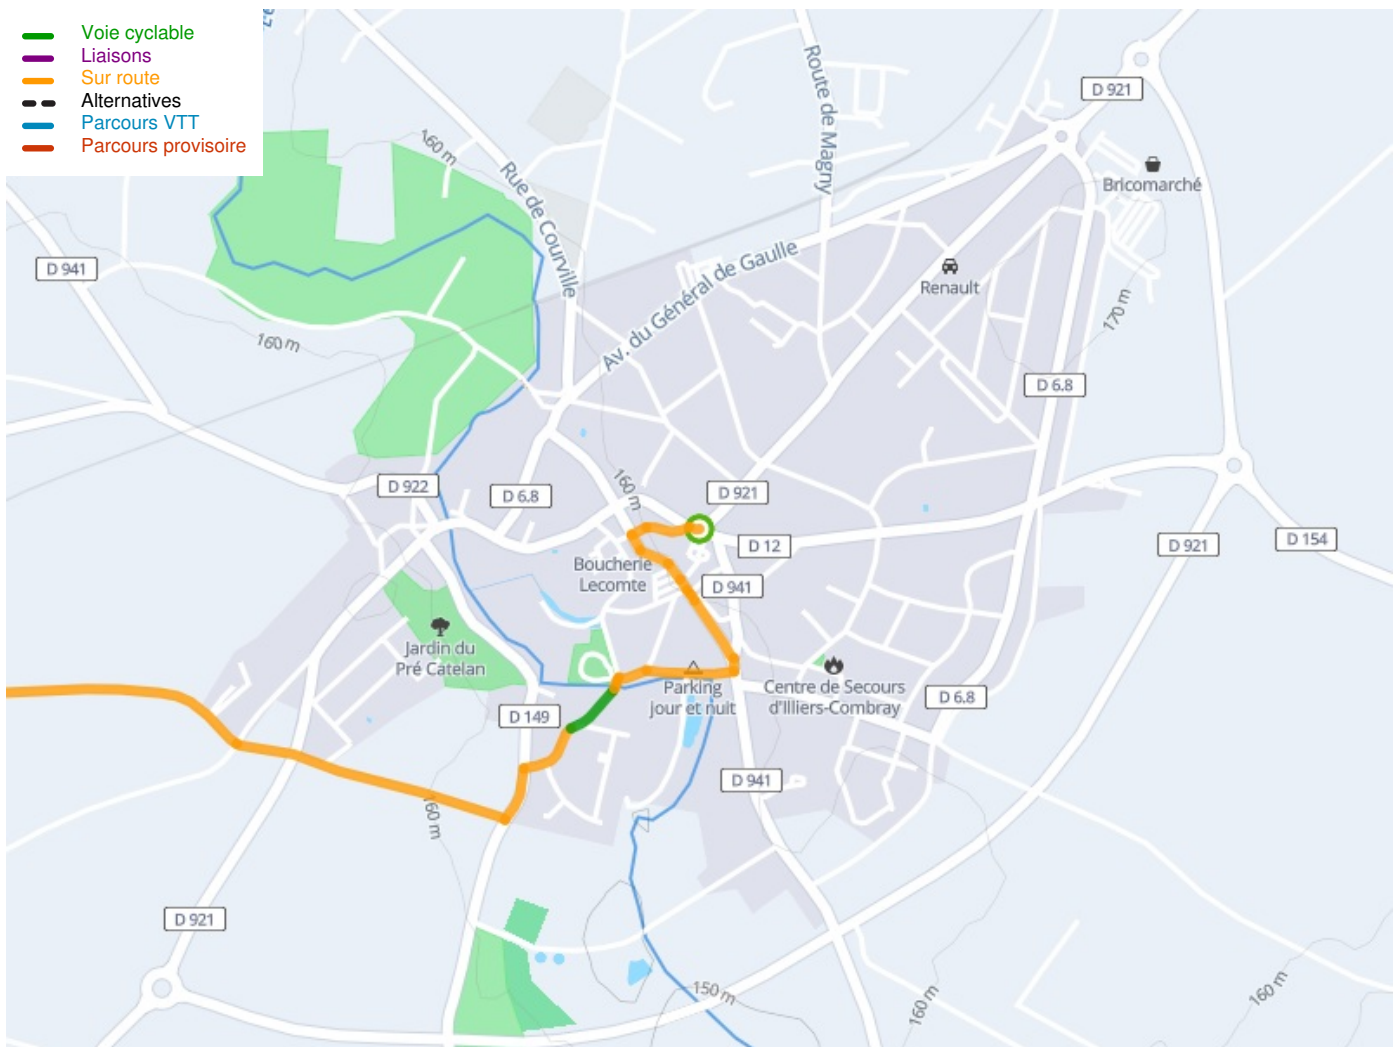 Voie cyclable
Liaisons
Sur route
Alternatives
Parcours VTT
Parcours provisoire
D 921
Route de Magny
160 m
Rue de Courville
Bricomarché
D 941
Av. du Général de Gaulle
Renault
170 m
160 m
D 6.8
D 922
D 6.8
160 m
D 921
D 12
D 921
D 154
Boucherie
Lecomte
D 941
Jardin du
Pré Catelan
Parking
jour et nuit
Centre de Secours
d'Illiers-Combray
D 6.8
D 149
D 941
160 m
D 921
150 m
160 m
160 m